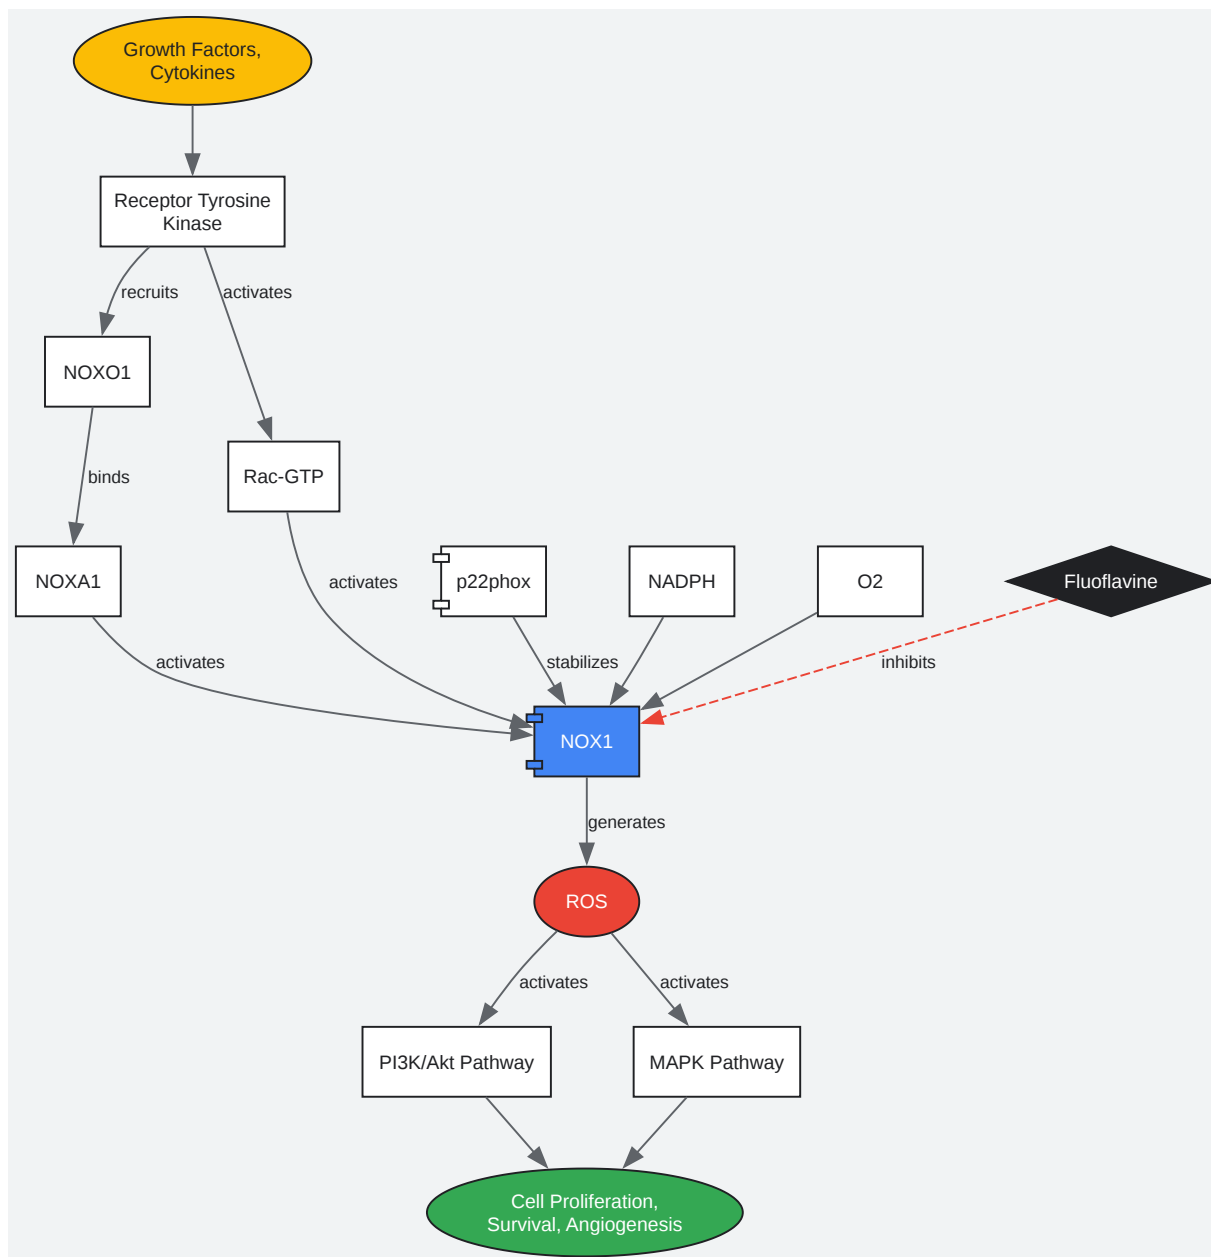 Growth Factors,
Cytokines
Receptor Tyrosine
Kinase
recruits
activates
NOXO1
Rac-GTP
binds
NOXA1
activates
p22phox
NADPH
O2
Fluoflavine
activates
stabilizes
inhibits
NOX1
generates
ROS
activates
activates
PI3K/Akt Pathway
MAPK Pathway
Cell Proliferation,
Survival, Angiogenesis